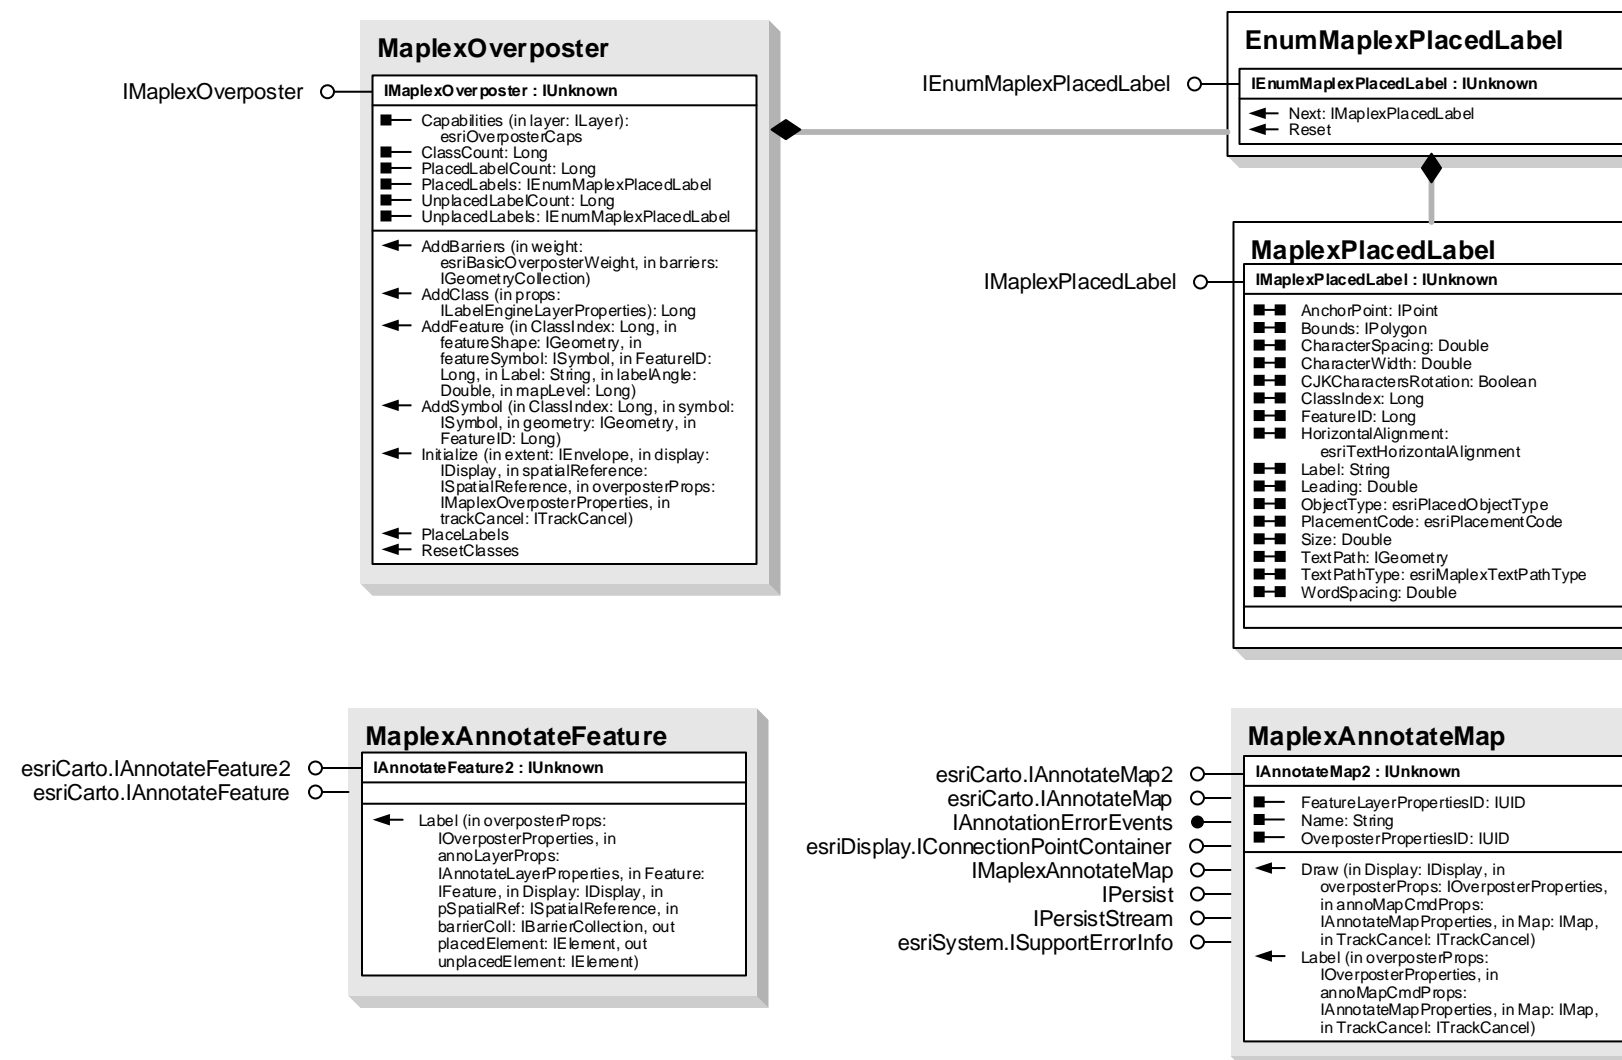 MaplexOverposter
IMaplexOverposter
IMaplexOverposter : IUnknown
Capabilities (in layer: ILayer):
esriOverposterCaps
ClassCount: Long
PlacedLabelCount: Long
PlacedLabels: IEnumMaplexPlacedLabel
UnplacedLabelCount: Long
UnplacedLabels: IEnumMaplexPlacedLabel
AddBarriers (in weight:
esriBasicOverposterWeight, in barriers:
IGeometryCollection)
AddClass (in props:
ILabelEngineLayerProperties): Long
AddFeature (in ClassIndex: Long, in
featureShape: IGeometry, in
featureSymbol: ISymbol, in FeatureID:
Long, in Label: String, in labelAngle:
Double, in mapLevel: Long)
AddSymbol (in ClassIndex: Long, in symbol:
ISymbol, in geometry: IGeometry, in
FeatureID: Long)
Initialize (in extent: IEnvelope, in display:
IDisplay, in spatialReference:
ISpatialReference, in overposterProps:
IMaplexOverposterProperties, in
trackCancel: ITrackCancel)
PlaceLabels
ResetClasses
EnumMaplexPlacedLabel
IEnumMaplexPlacedLabel
IEnumMaplexPlacedLabel : IUnknown
Next: IMaplexPlacedLabel
Reset
MaplexPlacedLabel
IMaplexPlacedLabel
IMaplexPlacedLabel : IUnknown
AnchorPoint: IPoint
Bounds: IPolygon
CharacterSpacing: Double
CharacterWidth: Double
CJKCharactersRotation: Boolean
ClassIndex: Long
FeatureID: Long
HorizontalAlignment:
esriTextHorizontalAlignment
Label: String
Leading: Double
ObjectType: esriPlacedObjectType
PlacementCode: esriPlacementCode
Size: Double
TextPath: IGeometry
TextPathType: esriMaplexTextPathType
WordSpacing: Double
MaplexAnnotateFeature
esriCarto.IAnnotateFeature2
esriCarto.IAnnotateFeature
IAnnotateFeature2 : IUnknown
Label (in overposterProps:
IOverposterProperties, in
annoLayerProps:
IAnnotateLayerProperties, in Feature:
IFeature, in Display: IDisplay, in
pSpatialRef: ISpatialReference, in
barrierColl: IBarrierCollection, out
placedElement: IElement, out
unplacedElement: IElement)
MaplexAnnotateMap
esriCarto.IAnnotateMap2
esriCarto.IAnnotateMap
IAnnotationErrorEvents
esriDisplay.IConnectionPointContainer
IMaplexAnnotateMap
IPersist
IPersistStream
esriSystem.ISupportErrorInfo
IAnnotateMap2 : IUnknown
FeatureLayerPropertiesID: IUID
Name: String
OverposterPropertiesID: IUID
Draw (in Display: IDisplay, in
overposterProps: IOverposterProperties,
in annoMapCmdProps:
IAnnotateMapProperties, in Map: IMap,
in TrackCancel: ITrackCancel)
Label (in overposterProps:
IOverposterProperties, in
annoMapCmdProps:
IAnnotateMapProperties, in Map: IMap,
in TrackCancel: ITrackCancel)